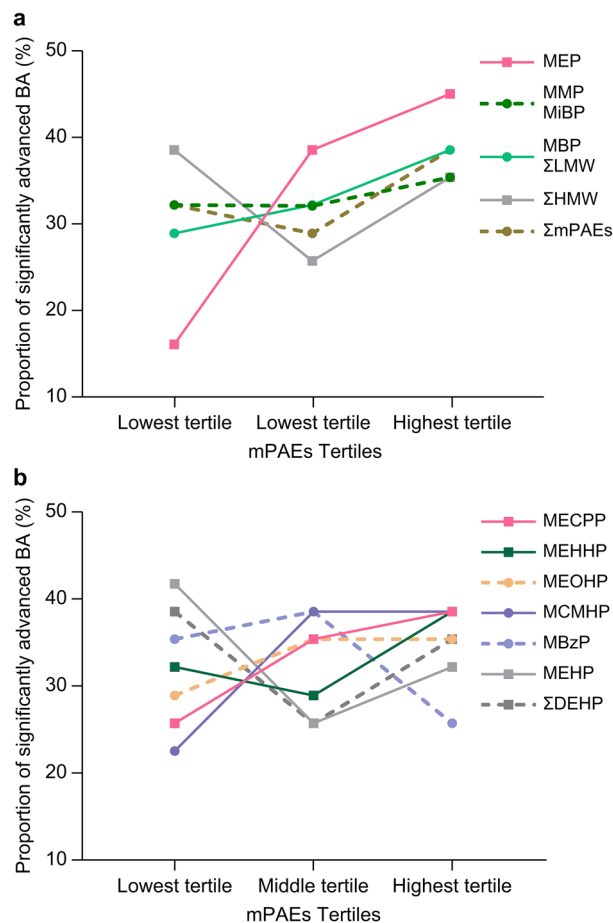 a
Proportion of significantly advanced BA (%)
50
40
30
20
10
Lowest tertile
Lowest tertile
Highest tertile
mPAEs Tertiles
MEP
MMP
MiBP
MBP
ΣLMW
ΣHMW
ΣmPAEs
b
Proportion of significantly advanced BA (%)
50
40
30
20
10
Lowest tertile
Middle tertile
Highest tertile
mPAEs Tertiles
MECPP
MEHHP
MEOHP
MCMHP
MBzP
MEHP
ΣDEHP